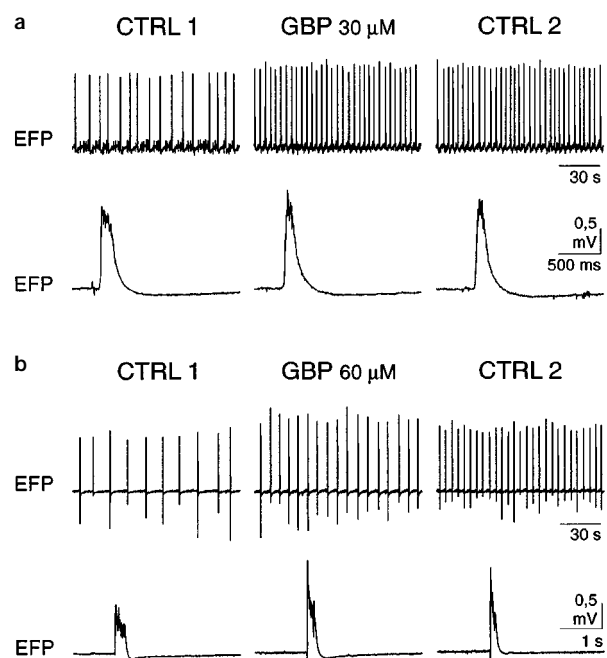 a
CTRL 1 GBP 30 µM CTRL 2
EFP
30 s
0,5
mV
500 ms
EFP
b
CTRL 1 GBP 60 µM CTRL 2
EFP
30 s
0,5
mV
1 s
EFP